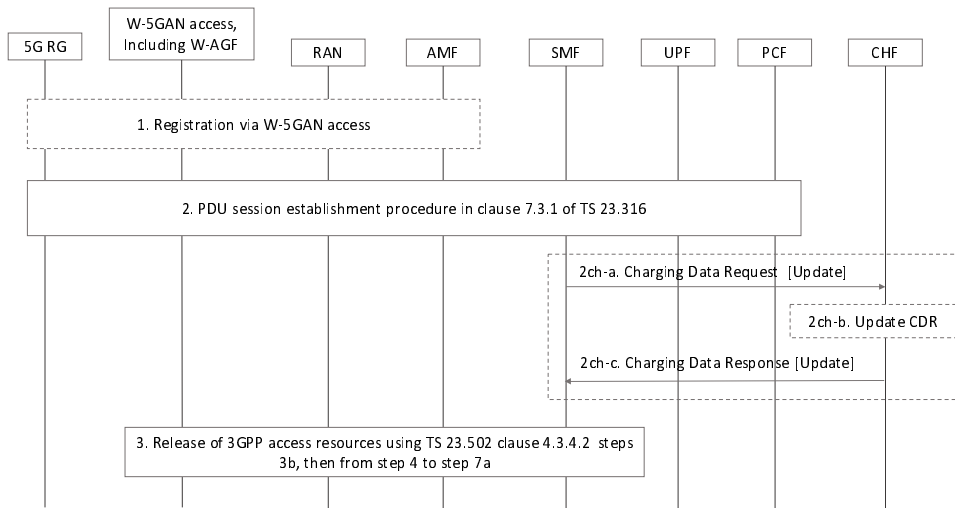 5G RG
W-5GAN access,
Including W-AGF
RAN
AMF
SMF
UPF
PCF
CHF
1. Registration via W-5GAN access
2. PDU session establishment procedure in clause 7.3.1 of TS 23.316
2ch-a. Charging Data Request [Update]
2ch-b. Update CDR
2ch-c. Charging Data Response [Update]
3. Release of 3GPP access resources using TS 23.502 clause 4.3.4.2 steps
3b, then from step 4 to step 7a